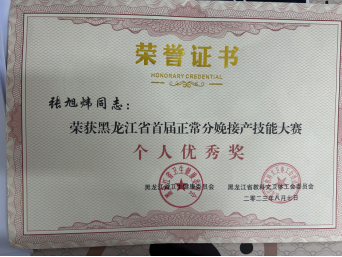 荣誉证书
HONORARY CREDENTIAL
张旭炜同志：
荣获黑龙江省首届正常分娩接产技能大赛
个人优秀奖
黑龙江省卫生健康委员会 黑龙江省教科文卫体工会委员会
二〇二三年八月七日